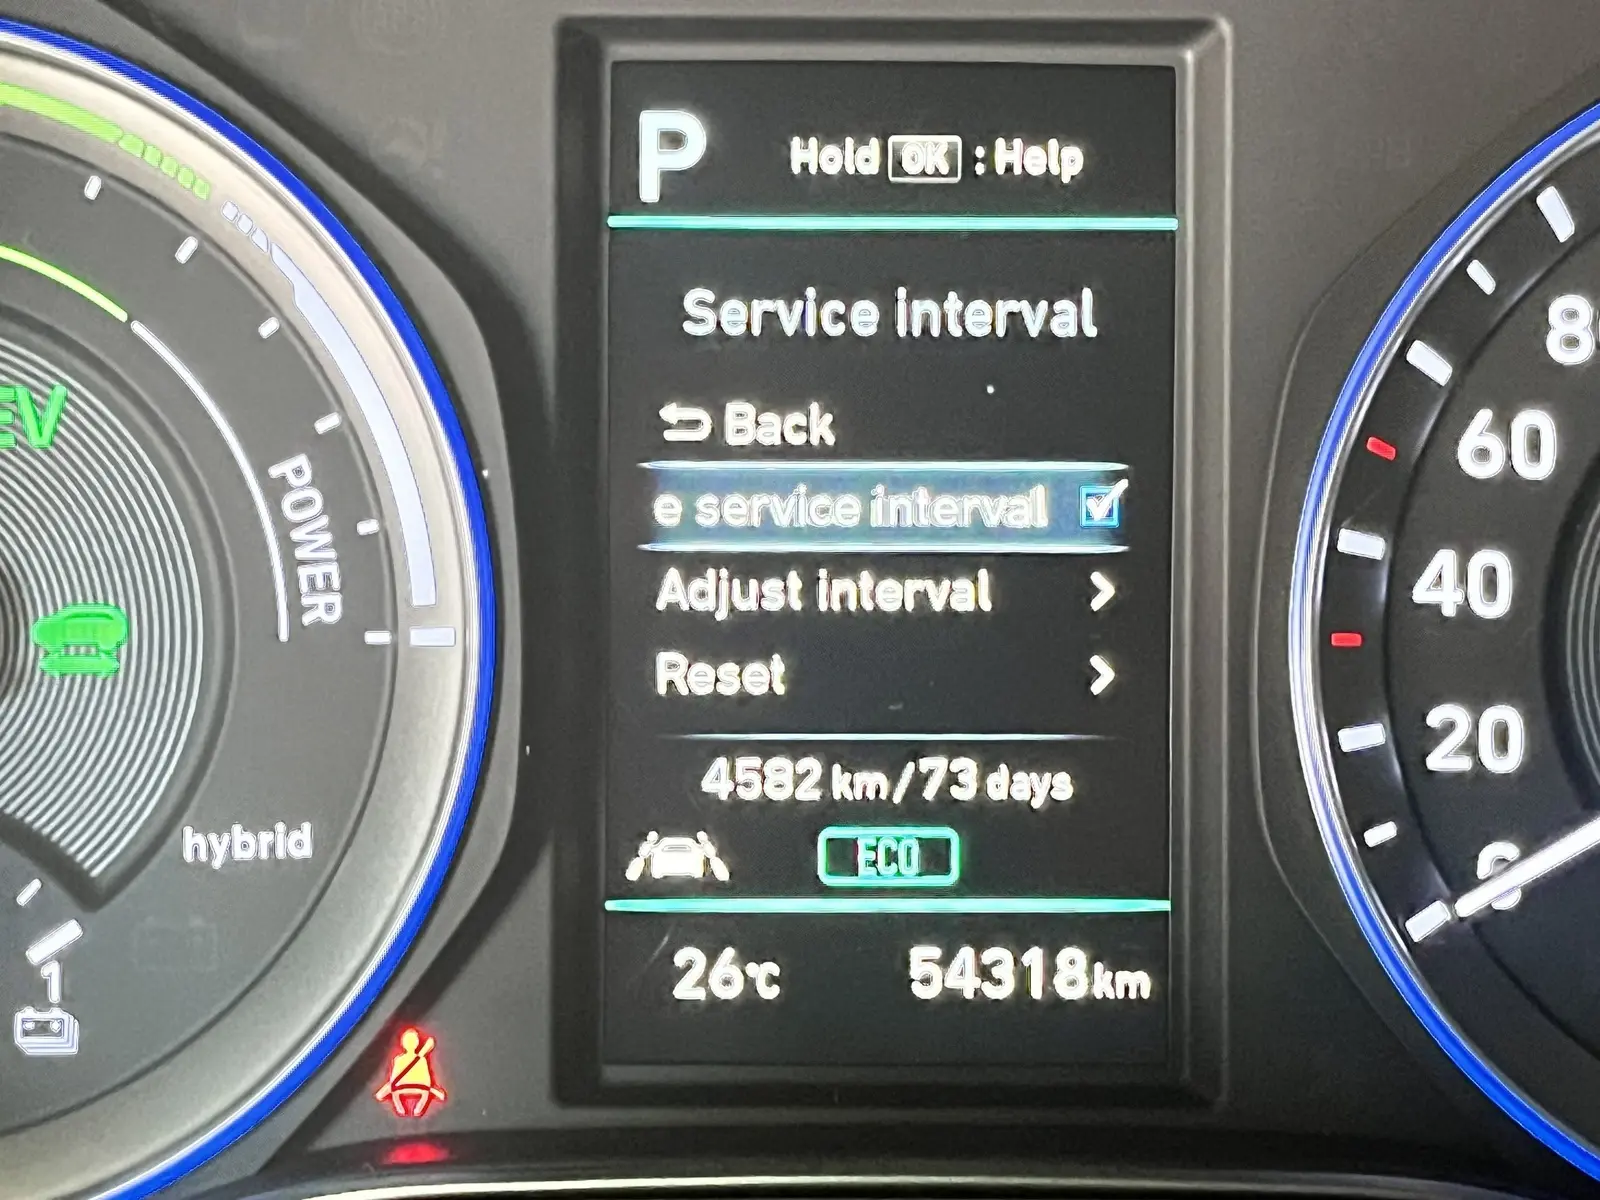 P
Hold OK : Help
Service interval
Back
e service interval
Adjust interval
Reset
4582 km/73 days
ECO
26°C
54318km
EV
POWER
hybrid
1
60
40
20
0